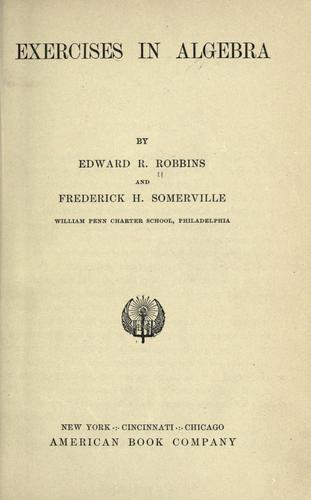 EXERCISES IN ALGEBRA
BY
EDWARD R. ROBBINS
AND
FREDERICK H. SOMERVILLE
WILLIAM PENN CHARTER SCHOOL, PHILADELPHIA
NEW YORK ·:· CINCINNATI ·:· CHICAGO
AMERICAN BOOK COMPANY